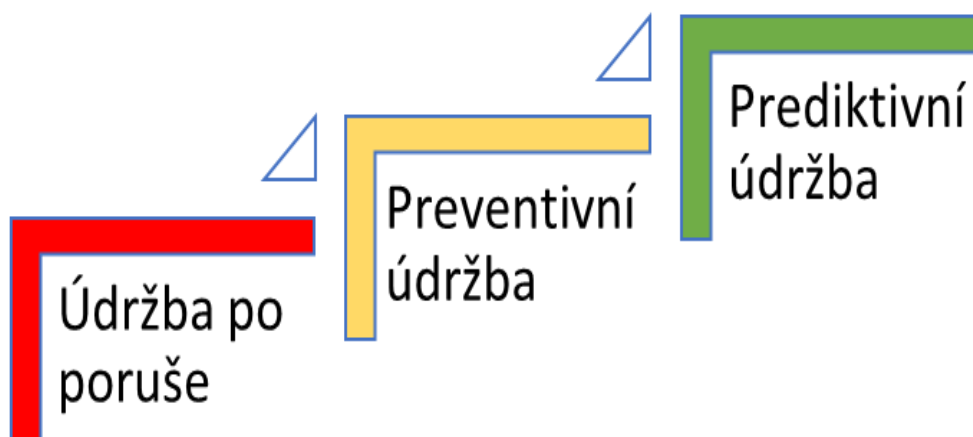 Údržba po
poruše
Preventivní
údržba
Prediktivní
údržba